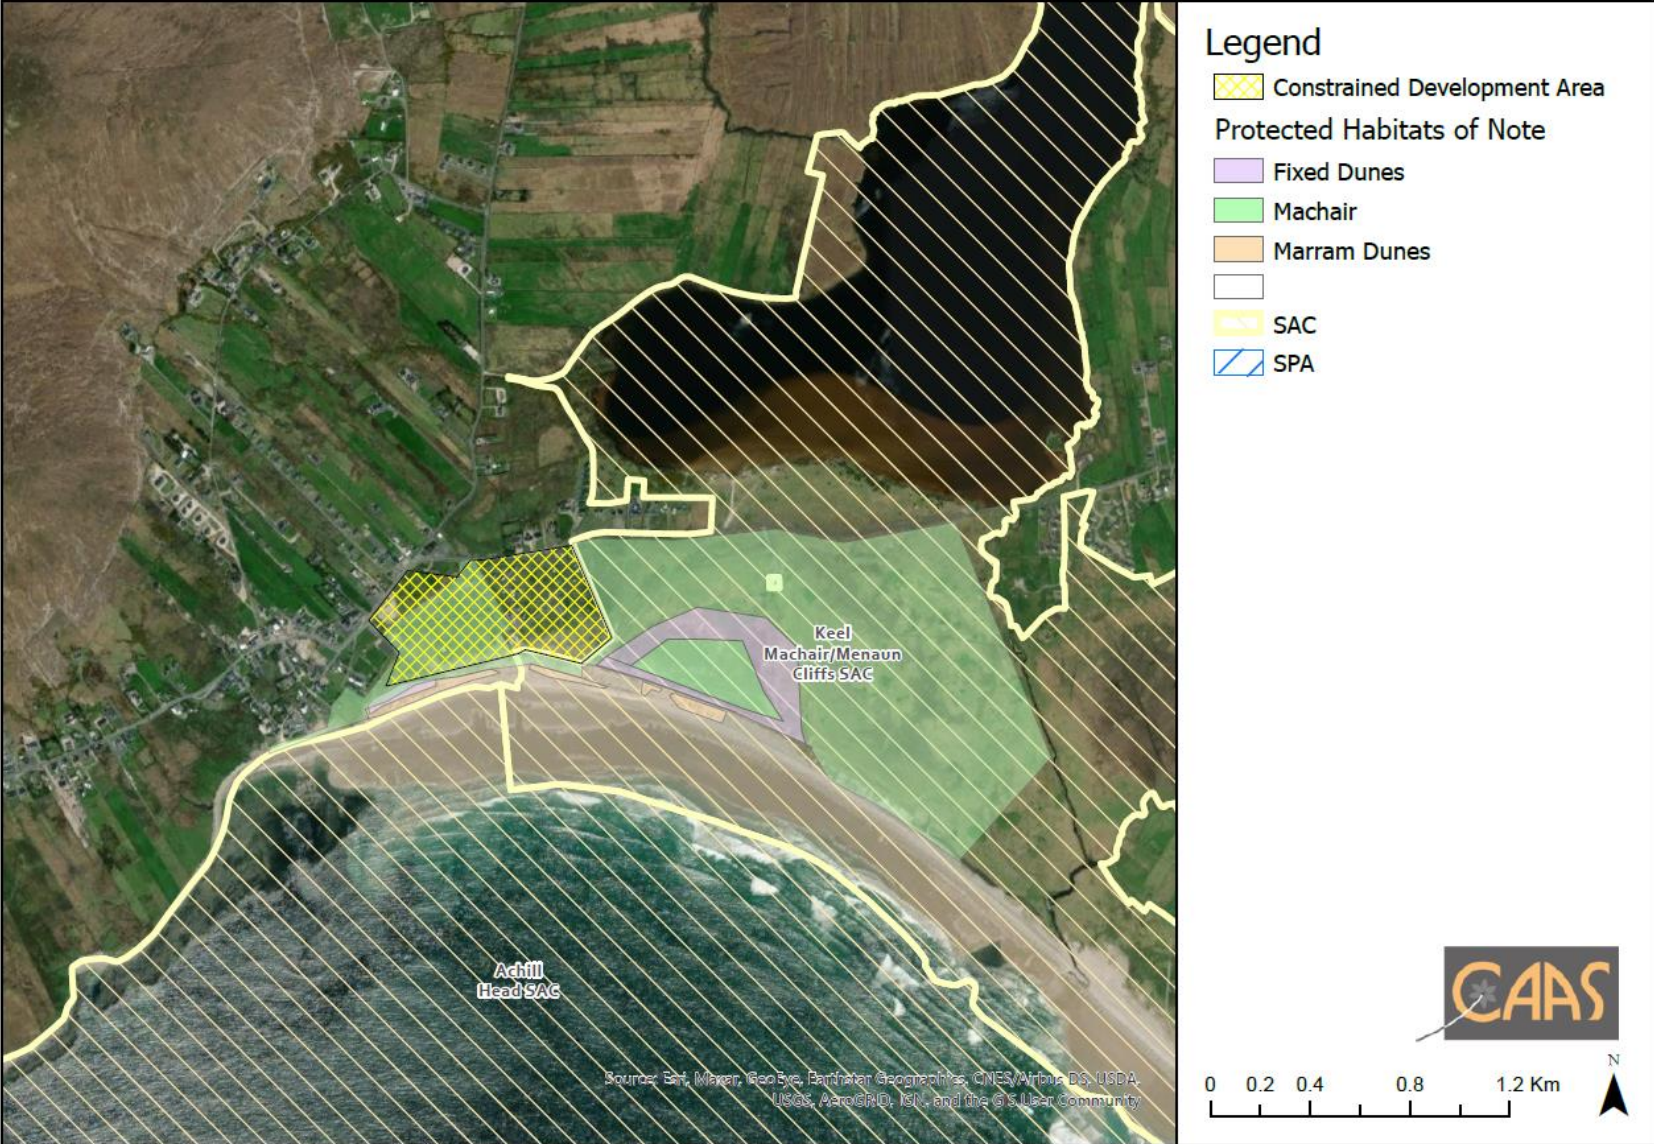 Legend
Constrained Development Area
Protected Habitats of Note
Fixed Dunes
Machair
Marram Dunes
SAC
SPA
Keel
Machair/Menaun
Cliffs SAC
Achill
Head SAC
Source: Esri, Maxar, GeoEye, Earthstar Geographics, CNES/Airbus DS, USDA,
USGS, AeroGRID, IGN, and the GIS User Community
CAAS
N
0 0.2 0.4 0.8 1.2 Km